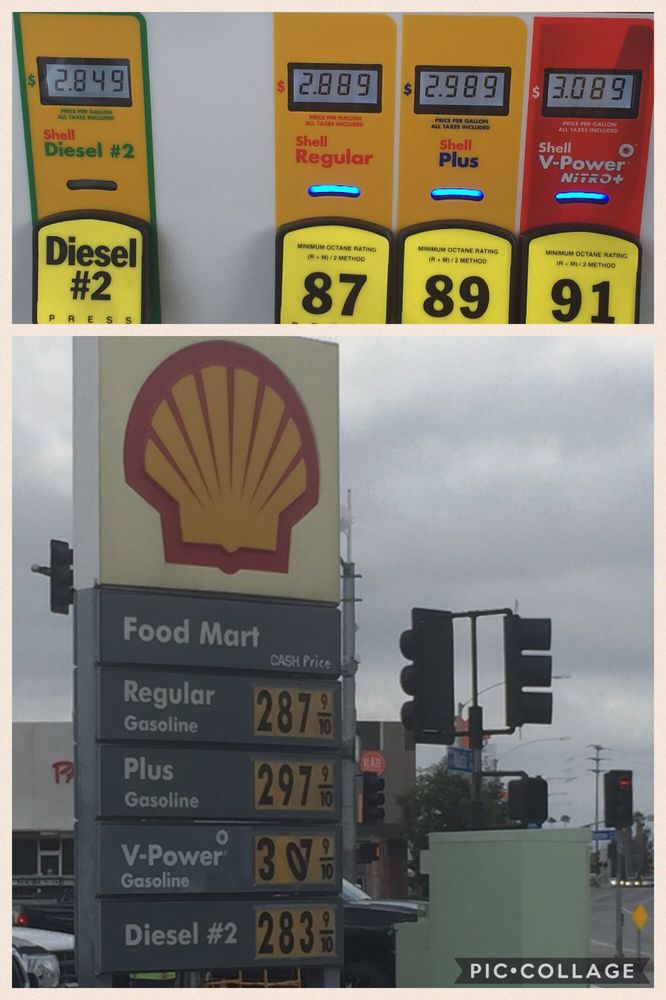 $ 2.849
PRICE PER GALLON
ALL TAXES INCLUDED
Shell
Diesel #2
Diesel
#2
PRESS
$ 2.889
PRICE PER GALLON
ALL TAXES INCLUDED
Shell
Regular
MINIMUM OCTANE RATING
(R + M) / 2 METHOD
87
$ 2.989
PRICE PER GALLON
ALL TAXES INCLUDED
Shell
Plus
MINIMUM OCTANE RATING
(R + M) / 2 METHOD
89
$ 3.089
PRICE PER GALLON
ALL TAXES INCLUDED
Shell
V-Power
NiTRO+
MINIMUM OCTANE RATING
(R + M) / 2 METHOD
91
Food Mart
CASH Price
Regular
Gasoline
287 9/10
Plus
Gasoline
297 9/10
V-Power
Gasoline
307 9/10
Diesel #2
283 9/10
PIC•COLLAGE